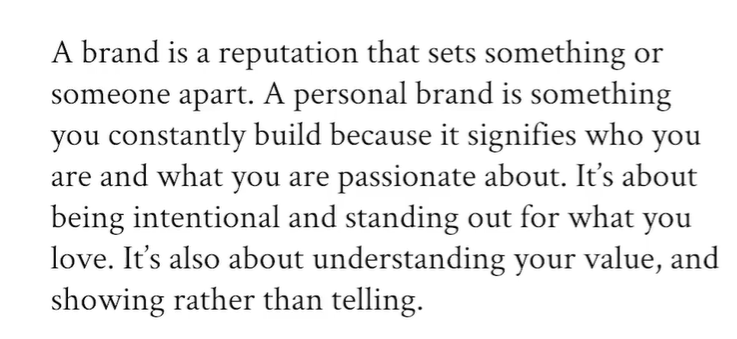 A brand is a reputation that sets something or
someone apart. A personal brand is something
you constantly build because it signifies who you
are and what you are passionate about. It’s about
being intentional and standing out for what you
love. It’s also about understanding your value, and
showing rather than telling.